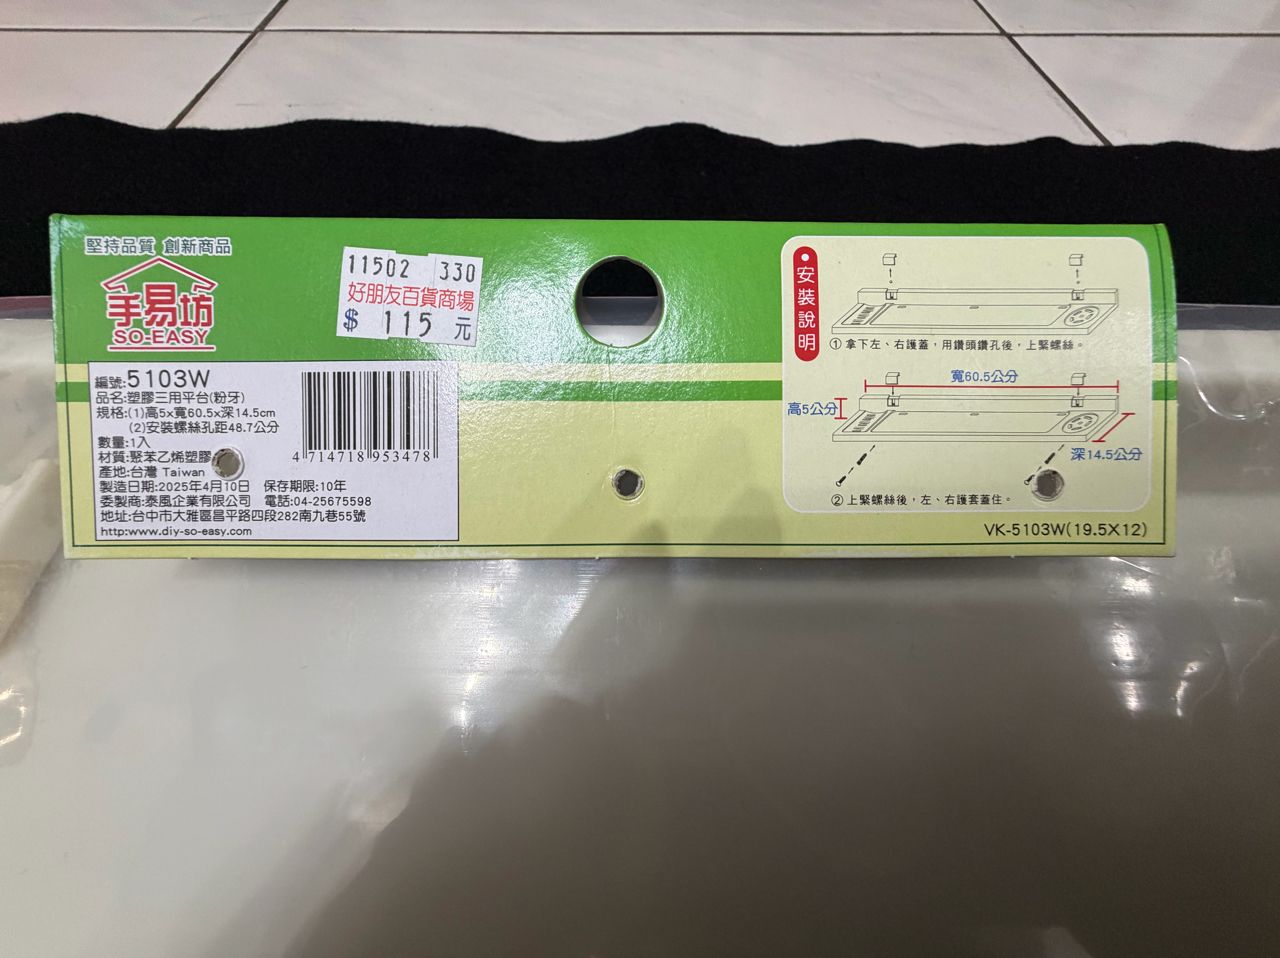 堅持品質 創新商品
手易坊
SO-EASY
11502 330
好朋友百貨商場
$ 115 元
編號:5103W
品名:塑膠三用平台(粉牙)
規格:(1)高5x寬60.5x深14.5cm
(2)安裝螺絲孔距48.7公分
數量:1入
材質:聚苯乙烯塑膠
產地:台灣 Taiwan
製造日期:2025年4月10日 保存期限:10年
委製商:泰風企業有限公司 電話:04-25675598
地址:台中市大雅區昌平路四段282南九巷55號
http:www.diy-so-easy.com
4 714718 953478
安裝說明
① 拿下左、右護蓋，用鑽頭鑽孔後，上緊螺絲。
寬60.5公分
高5公分
深14.5公分
② 上緊螺絲後，左、右護套蓋住。
VK-5103W(19.5X12)